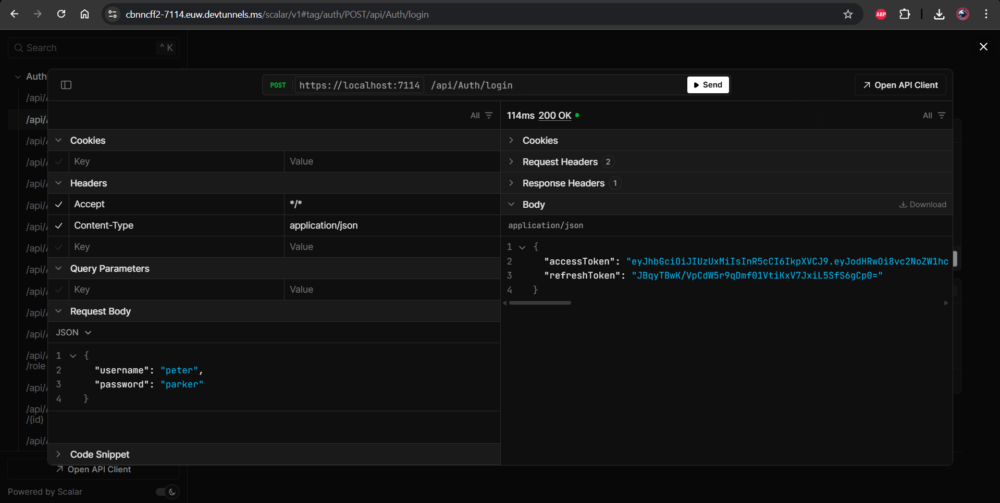 cbnncff2-7114.euw.devtunnels.ms/scalar/v1#tag/auth/POST/api/Auth/login
ABP
Search
^ K
Auth
/api/A
/api/A
/api/A
/api/A
/api/A
/api/A
/api/A
/api/A
/api/A
/api/A
/api/A
/api/A
/api/A
/role
/api/A
/api/A
/{id}
/api/A
Open API Client
Powered by Scalar
POST https://localhost:7114 /api/Auth/login
Send
Open API Client
All
Cookies
Key Value
Headers
Accept */*
Content-Type application/json
Key Value
Query Parameters
Key Value
Request Body
JSON
1 {
2 "username": "peter",
3 "password": "parker"
4 }
Code Snippet
114ms 200 OK
All
Cookies
Request Headers 2
Response Headers 1
Body
Download
application/json
1 {
2 "accessToken": "eyJhbGciOiJIUzUxMiIsInR5cCI6IkpXVCJ9.eyJodHRwOi8vc2NoZW1hc
3 "refreshToken": "JBqyTBwK/VpCdW5r9qDmf01VtiKxV7JxiL5SfS6gCp0="
4 }